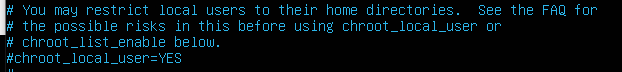 # You may restrict local users to their home directories.  See the FAQ for
# the possible risks in this before using chroot_local_user or
# chroot_list_enable below.
#chroot_local_user=YES
#